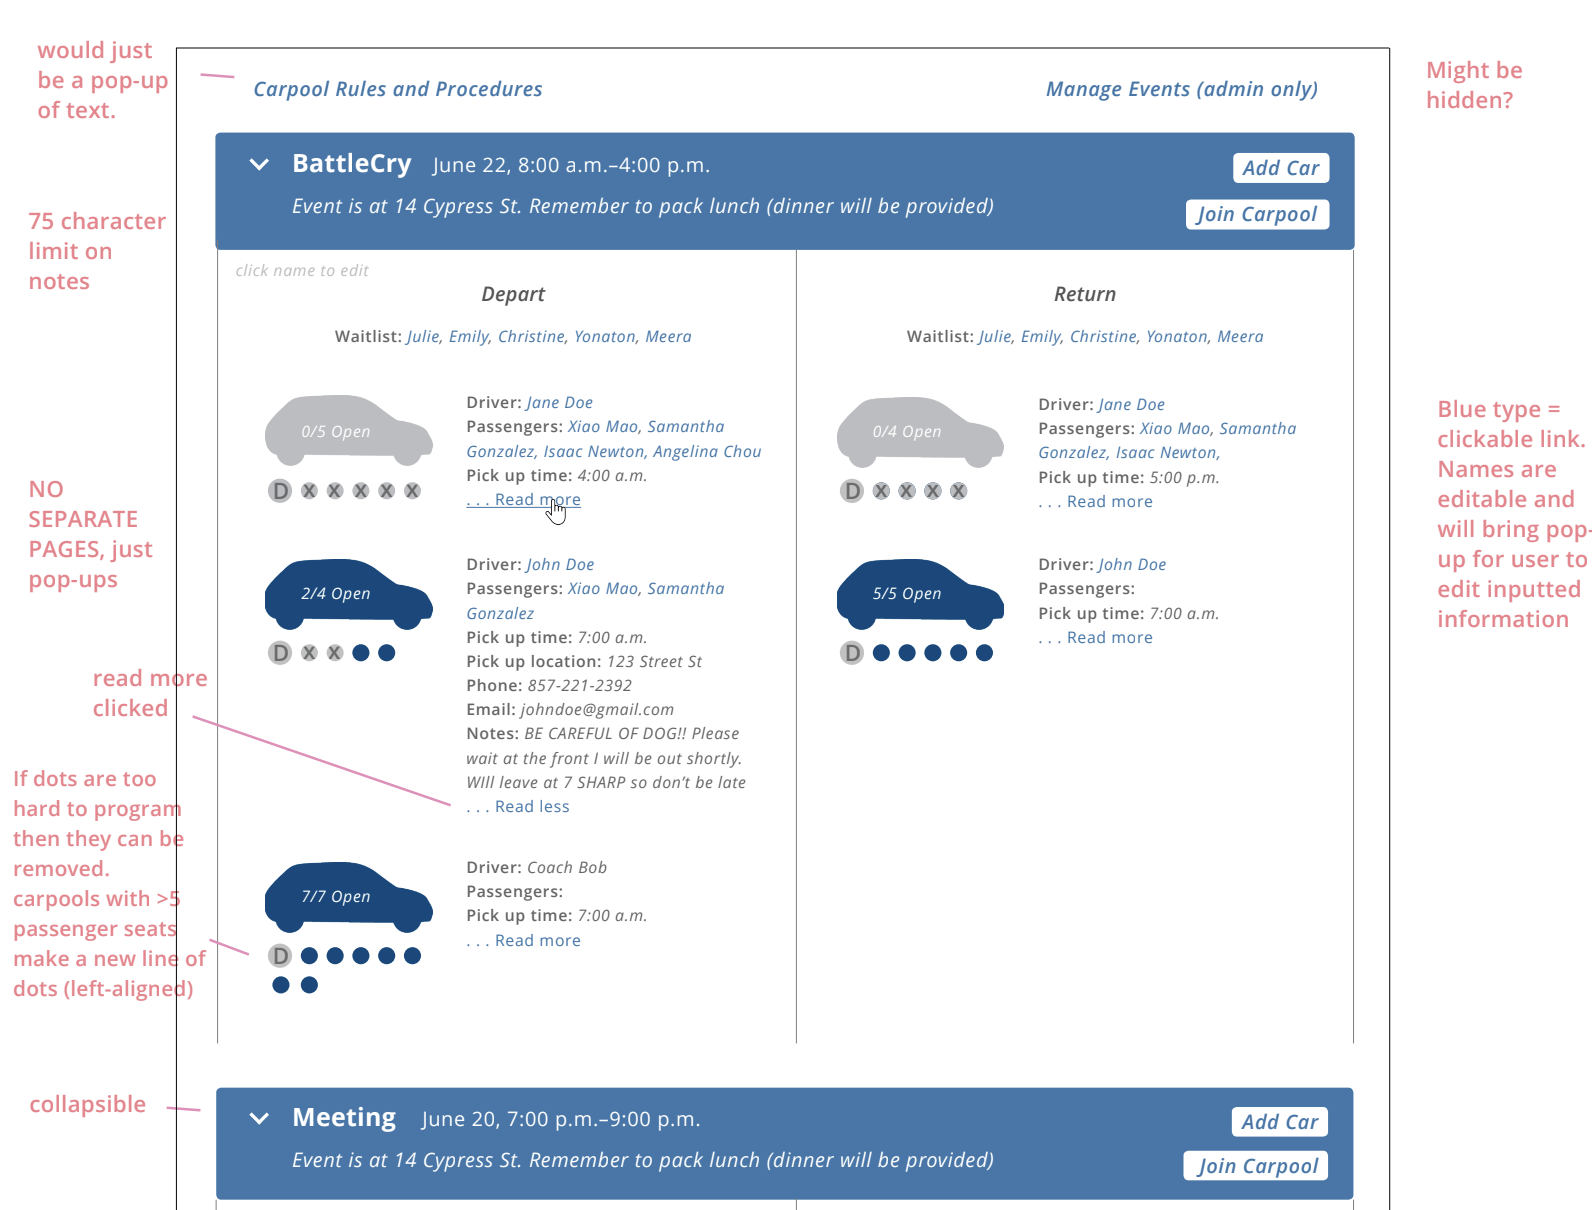 would just
be a pop-up
of text.
Carpool Rules and Procedures
Manage Events (admin only)
Might be
hidden?
BattleCry June 22, 8:00 a.m.–4:00 p.m.
Event is at 14 Cypress St. Remember to pack lunch (dinner will be provided)
Add Car
Join Carpool
75 character
limit on
notes
click name to edit
Depart
Waitlist: Julie, Emily, Christine, Yonaton, Meera
0/5 Open
D x x x x x
Driver: Jane Doe
Passengers: Xiao Mao, Samantha
Gonzalez, Isaac Newton, Angelina Chou
Pick up time: 4:00 a.m.
. . . Read more
2/4 Open
D x x
Driver: John Doe
Passengers: Xiao Mao, Samantha
Gonzalez
Pick up time: 7:00 a.m.
Pick up location: 123 Street St
Phone: 857-221-2392
Email: johndoe@gmail.com
Notes: BE CAREFUL OF DOG!! Please
wait at the front I will be out shortly.
WIll leave at 7 SHARP so don’t be late
. . . Read less
7/7 Open
D
Driver: Coach Bob
Passengers:
Pick up time: 7:00 a.m.
. . . Read more
Return
Waitlist: Julie, Emily, Christine, Yonaton, Meera
0/4 Open
D x x x x
Driver: Jane Doe
Passengers: Xiao Mao, Samantha
Gonzalez, Isaac Newton,
Pick up time: 5:00 p.m.
. . . Read more
5/5 Open
D
Driver: John Doe
Passengers:
Pick up time: 7:00 a.m.
. . . Read more
NO
SEPARATE
PAGES, just
pop-ups
read more
clicked
If dots are too
hard to program
then they can be
removed.
carpools with >5
passenger seats
make a new line of
dots (left-aligned)
Blue type =
clickable link.
Names are
editable and
will bring pop-
up for user to
edit inputted
information
collapsible
Meeting June 20, 7:00 p.m.–9:00 p.m.
Event is at 14 Cypress St. Remember to pack lunch (dinner will be provided)
Add Car
Join Carpool